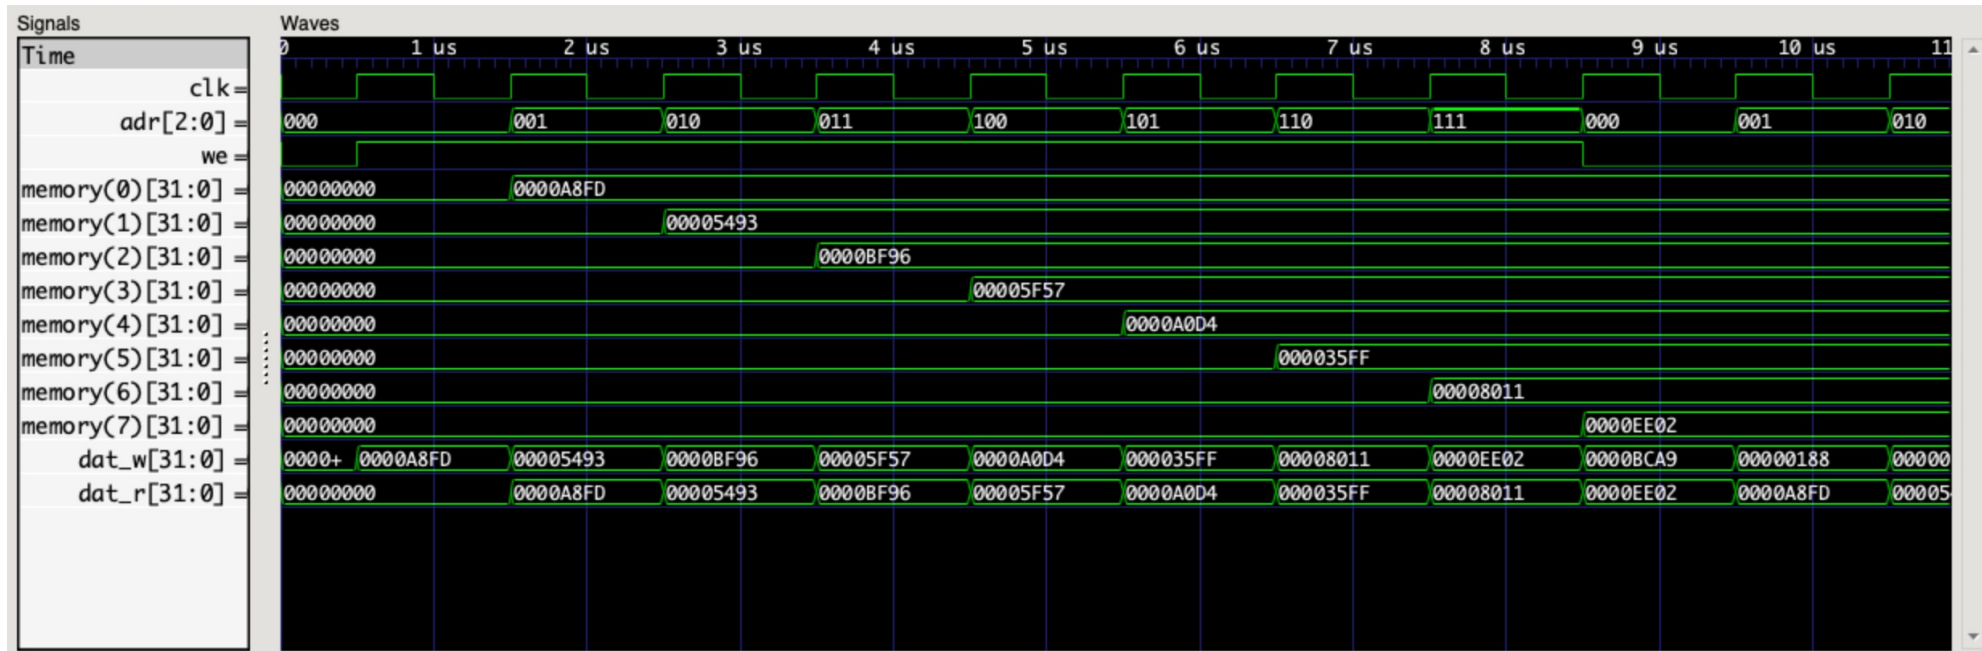 Signals Waves
Time 0 1 us 2 us 3 us 4 us 5 us 6 us 7 us 8 us 9 us 10 us 11
clk=
adr[2:0] = 000 001 010 011 100 101 110 111 000 001 010
we =
memory(0)[31:0] = 00000000 0000A8FD
memory(1)[31:0] = 00000000 00005493
memory(2)[31:0] = 00000000 0000BF96
memory(3)[31:0] = 00000000 00005F57
memory(4)[31:0] = 00000000 0000A0D4
memory(5)[31:0] = 00000000 000035FF
memory(6)[31:0] = 00000000 00008011
memory(7)[31:0] = 00000000 0000EE02
dat_w[31:0] = 0000+ 0000A8FD 00005493 0000BF96 00005F57 0000A0D4 000035FF 00008011 0000EE02 0000BCA9 00000188 00000
dat_r[31:0] = 00000000 0000A8FD 00005493 0000BF96 00005F57 0000A0D4 000035FF 00008011 0000EE02 0000A8FD 00005